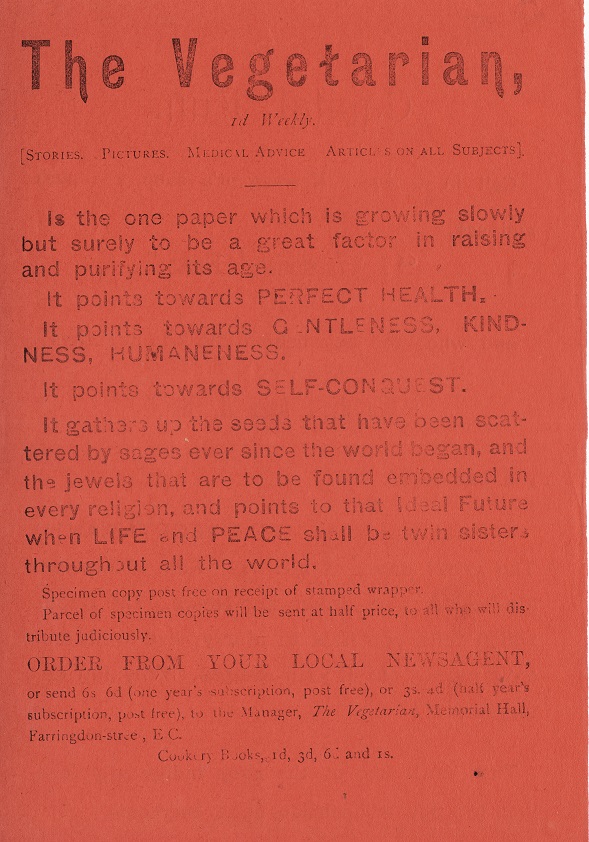 The Vegetarian,
1d Weekly.
[STORIES. PICTURES. MEDICAL ADVICE ARTICLES ON ALL SUBJECTS].
Is the one paper which is growing slowly
but surely to be a great factor in raising
and purifying its age.
It points towards PERFECT HEALTH.
It points towards GENTLENESS, KIND-
NESS, HUMANENESS.
It points towards SELF-CONQUEST.
It gathers up the seeds that have been scat-
tered by sages ever since the world began, and
the jewels that are to be found embedded in
every religion, and points to that Ideal Future
when LIFE and PEACE shall be twin sisters
throughout all the world.
Specimen copy post free on receipt of stamped wrapper.
Parcel of specimen copies will be sent at half price, to all who will dis-
tribute judiciously.
ORDER FROM YOUR LOCAL NEWSAGENT,
or send 6s 6d (one year's subscription, post free), or 3s. (half year's
subscription, post free), to the Manager, The Vegetarian, Memorial Hall,
Farringdon-street, E C.
Cookery Books, 1d, 3d, 6d and 1s.